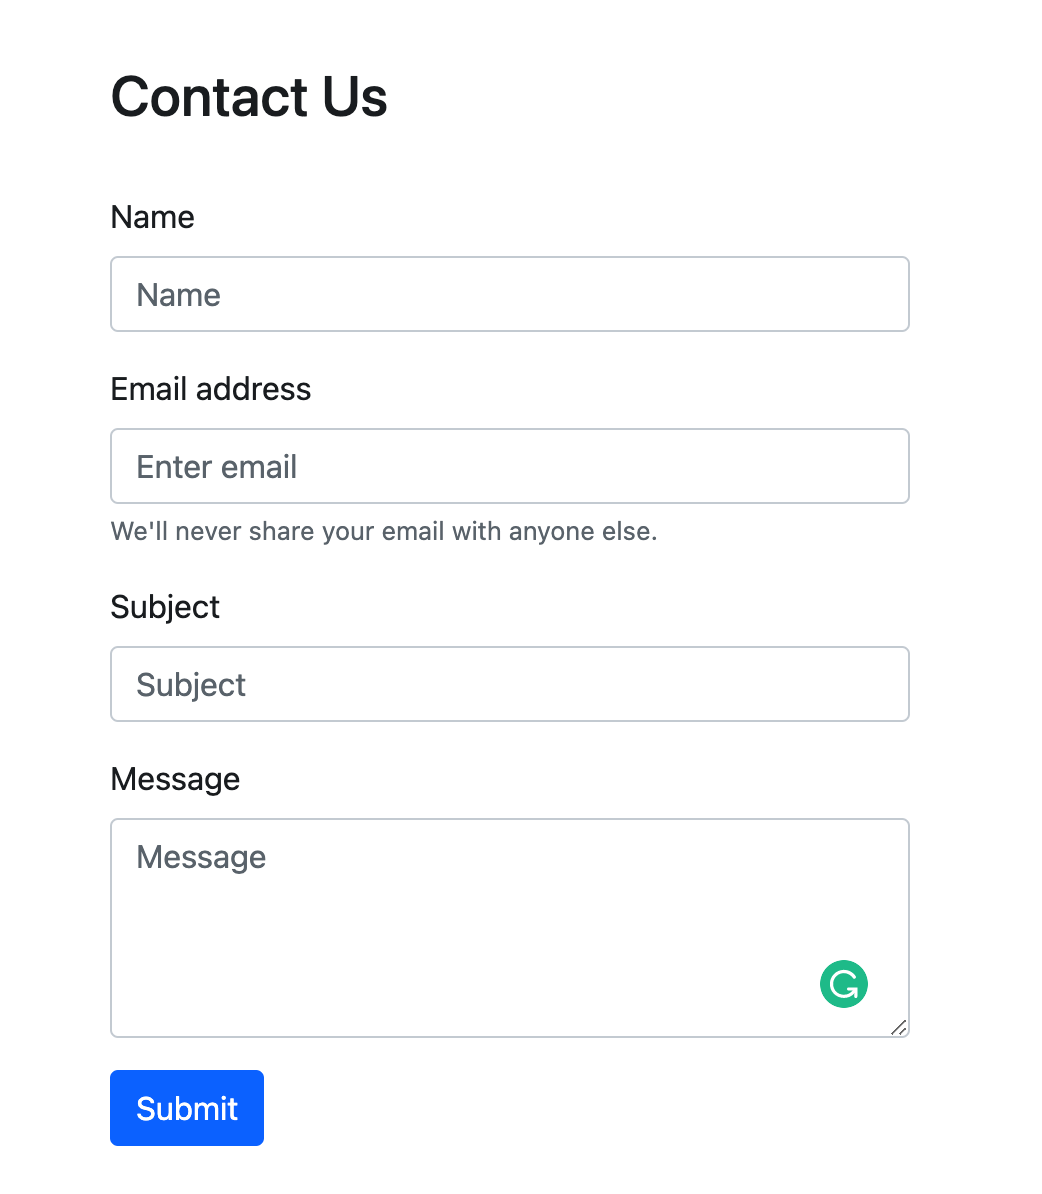 Contact Us
Name
Name
Email address
Enter email
We'll never share your email with anyone else.
Subject
Subject
Message
Message
Submit